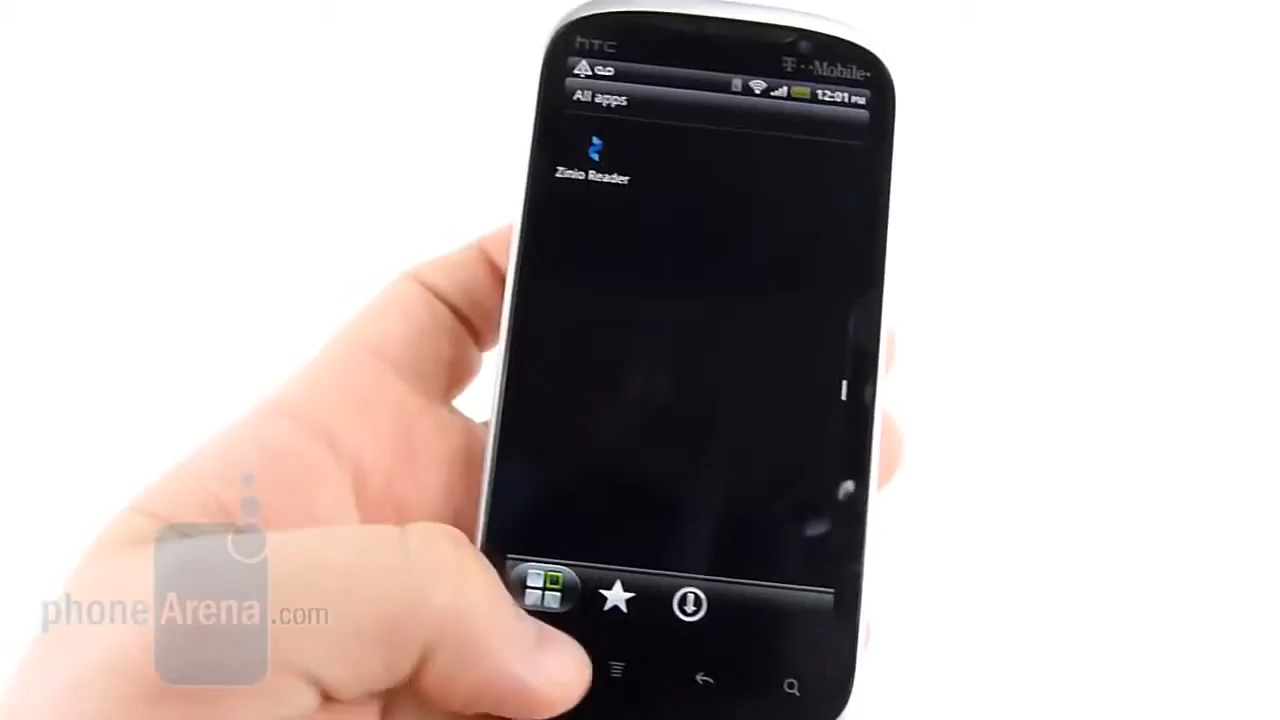 hTC
T··Mobile·
12:01 PM
All apps
Zinio Reader
phoneArena.com